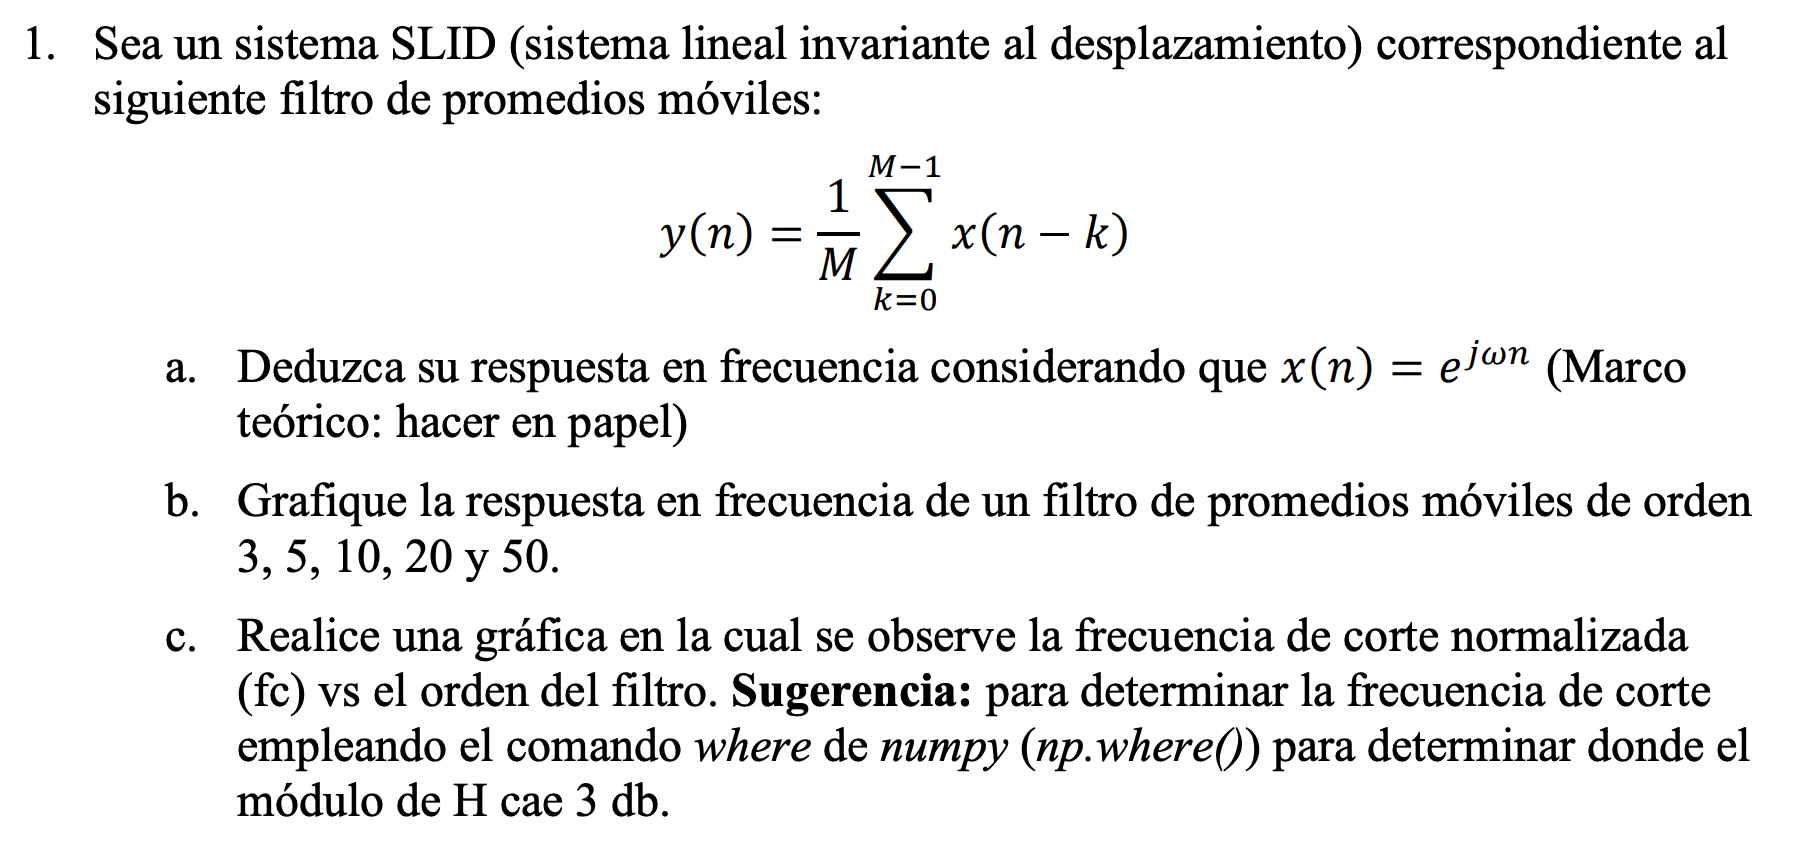 1. Sea un sistema SLID (sistema lineal invariante al desplazamiento) correspondiente al
siguiente filtro de promedios móviles:
y(n) = \frac{1}{M} \sum_{k=0}^{M-1} x(n − k)
a. Deduzca su respuesta en frecuencia considerando que x(n) = e^{jωn} (Marco
teórico: hacer en papel)
b. Grafique la respuesta en frecuencia de un filtro de promedios móviles de orden
3, 5, 10, 20 y 50.
c. Realice una gráfica en la cual se observe la frecuencia de corte normalizada
(fc) vs el orden del filtro. Sugerencia: para determinar la frecuencia de corte
empleando el comando where de numpy (np.where()) para determinar donde el
módulo de H cae 3 db.